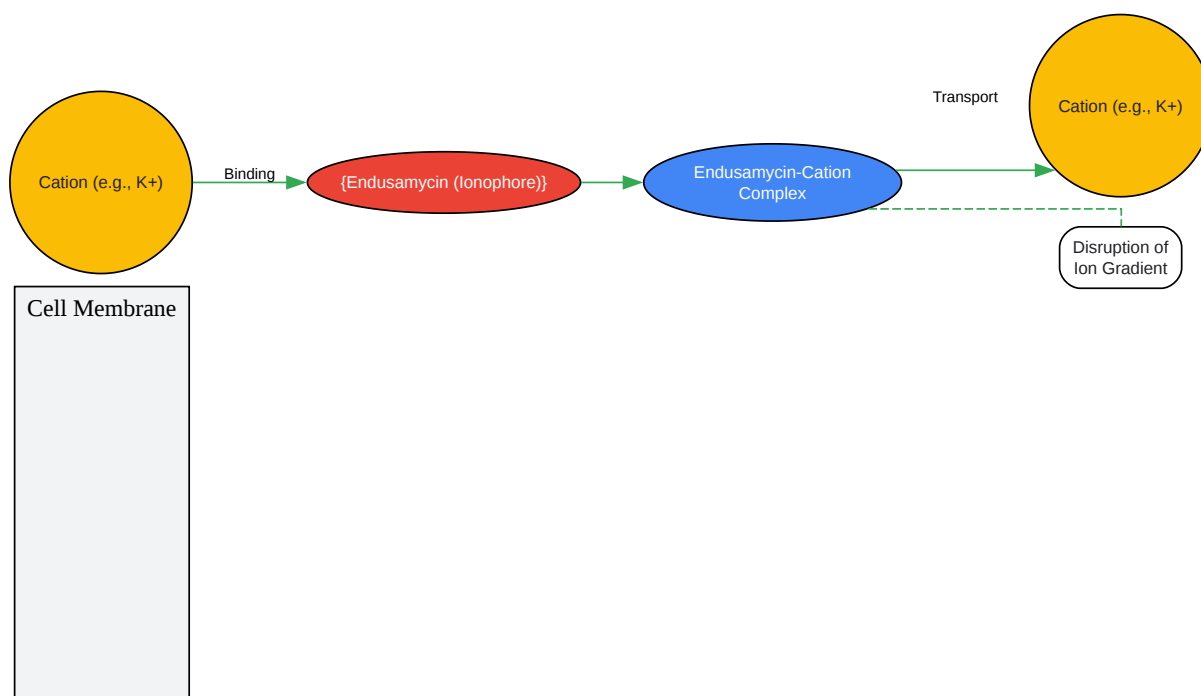 Cation (e.g., K+)
Binding
{Endusamycin (Ionophore)}
Endusamycin-Cation
Complex
Transport
Cation (e.g., K+)
Disruption of
Ion Gradient
Cell Membrane